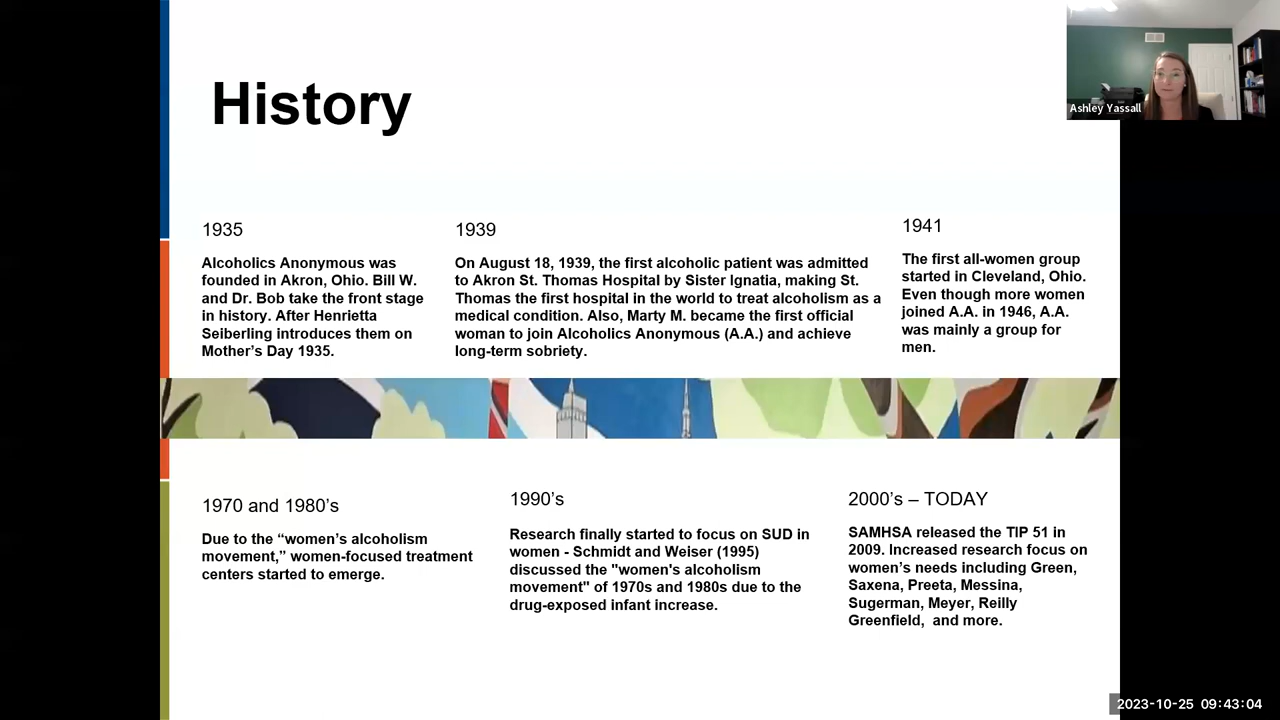 History
Ashley Yassall
1935
Alcoholics Anonymous was
founded in Akron, Ohio. Bill W.
and Dr. Bob take the front stage
in history. After Henrietta
Seiberling introduces them on
Mother's Day 1935.
1939
On August 18, 1939, the first alcoholic patient was admitted
to Akron St. Thomas Hospital by Sister Ignatia, making St.
Thomas the first hospital in the world to treat alcoholism as a
medical condition. Also, Marty M. became the first official
woman to join Alcoholics Anonymous (A.A.) and achieve
long-term sobriety.
1941
The first all-women group
started in Cleveland, Ohio.
Even though more women
joined A.A. in 1946, A.A.
was mainly a group for
men.
1970 and 1980's
Due to the “women's alcoholism
movement,” women-focused treatment
centers started to emerge.
1990's
Research finally started to focus on SUD in
women - Schmidt and Weiser (1995)
discussed the "women's alcoholism
movement" of 1970s and 1980s due to the
drug-exposed infant increase.
2000's – TODAY
SAMHSA released the TIP 51 in
2009. Increased research focus on
women's needs including Green,
Saxena, Preeta, Messina,
Sugerman, Meyer, Reilly
Greenfield,  and more.
2023-10-25 09:43:04